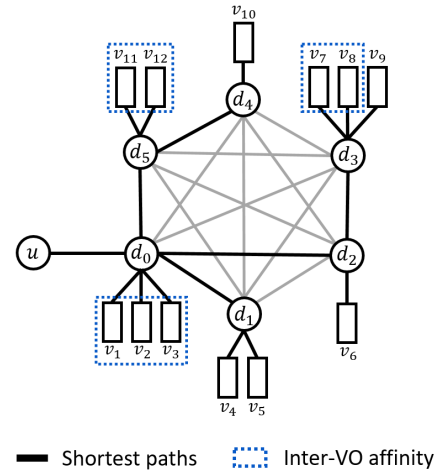 v₁₀
v₁₁ v₁₂ v₇ v₈ v₉
d₄
d₅ d₃
u d₀ d₂
d₁
v₁ v₂ v₃ v₆
v₄ v₅
Shortest paths Inter-VO affinity